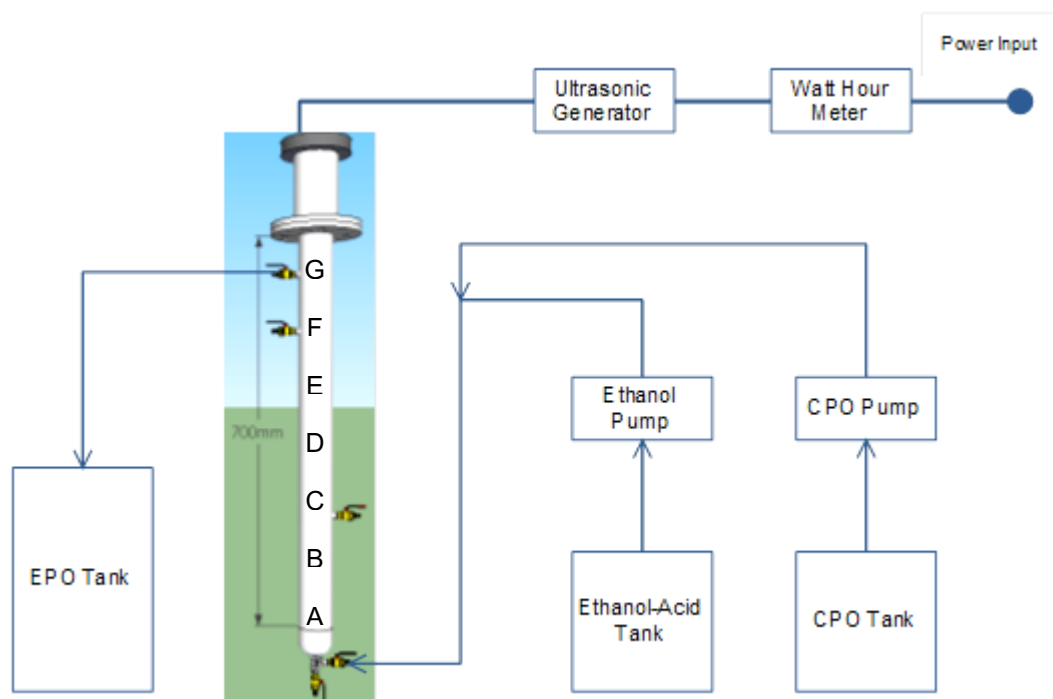 Power Input
Ultrasonic
Generator
Watt Hour
Meter
G
F
E
D
C
B
A
700mm
Ethanol
Pump
CPO Pump
EPO Tank
Ethanol-Acid
Tank
CPO Tank